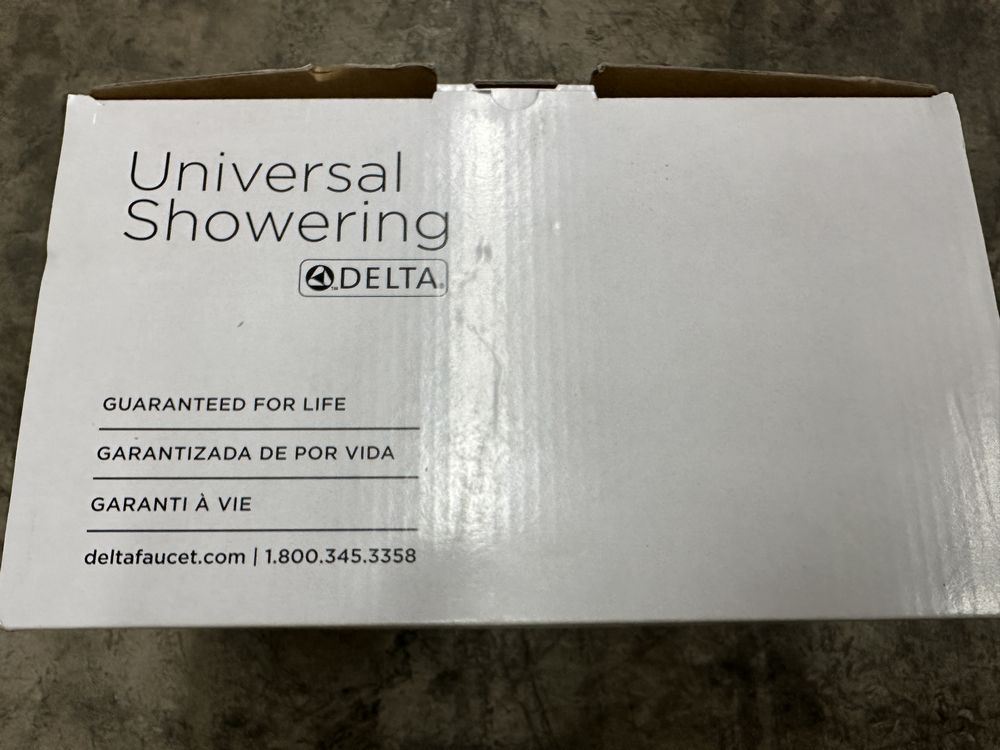 Universal
Showering
DELTA
GUARANTEED FOR LIFE
GARANTIZADA DE POR VIDA
GARANTI À VIE
deltafaucet.com | 1.800.345.3358